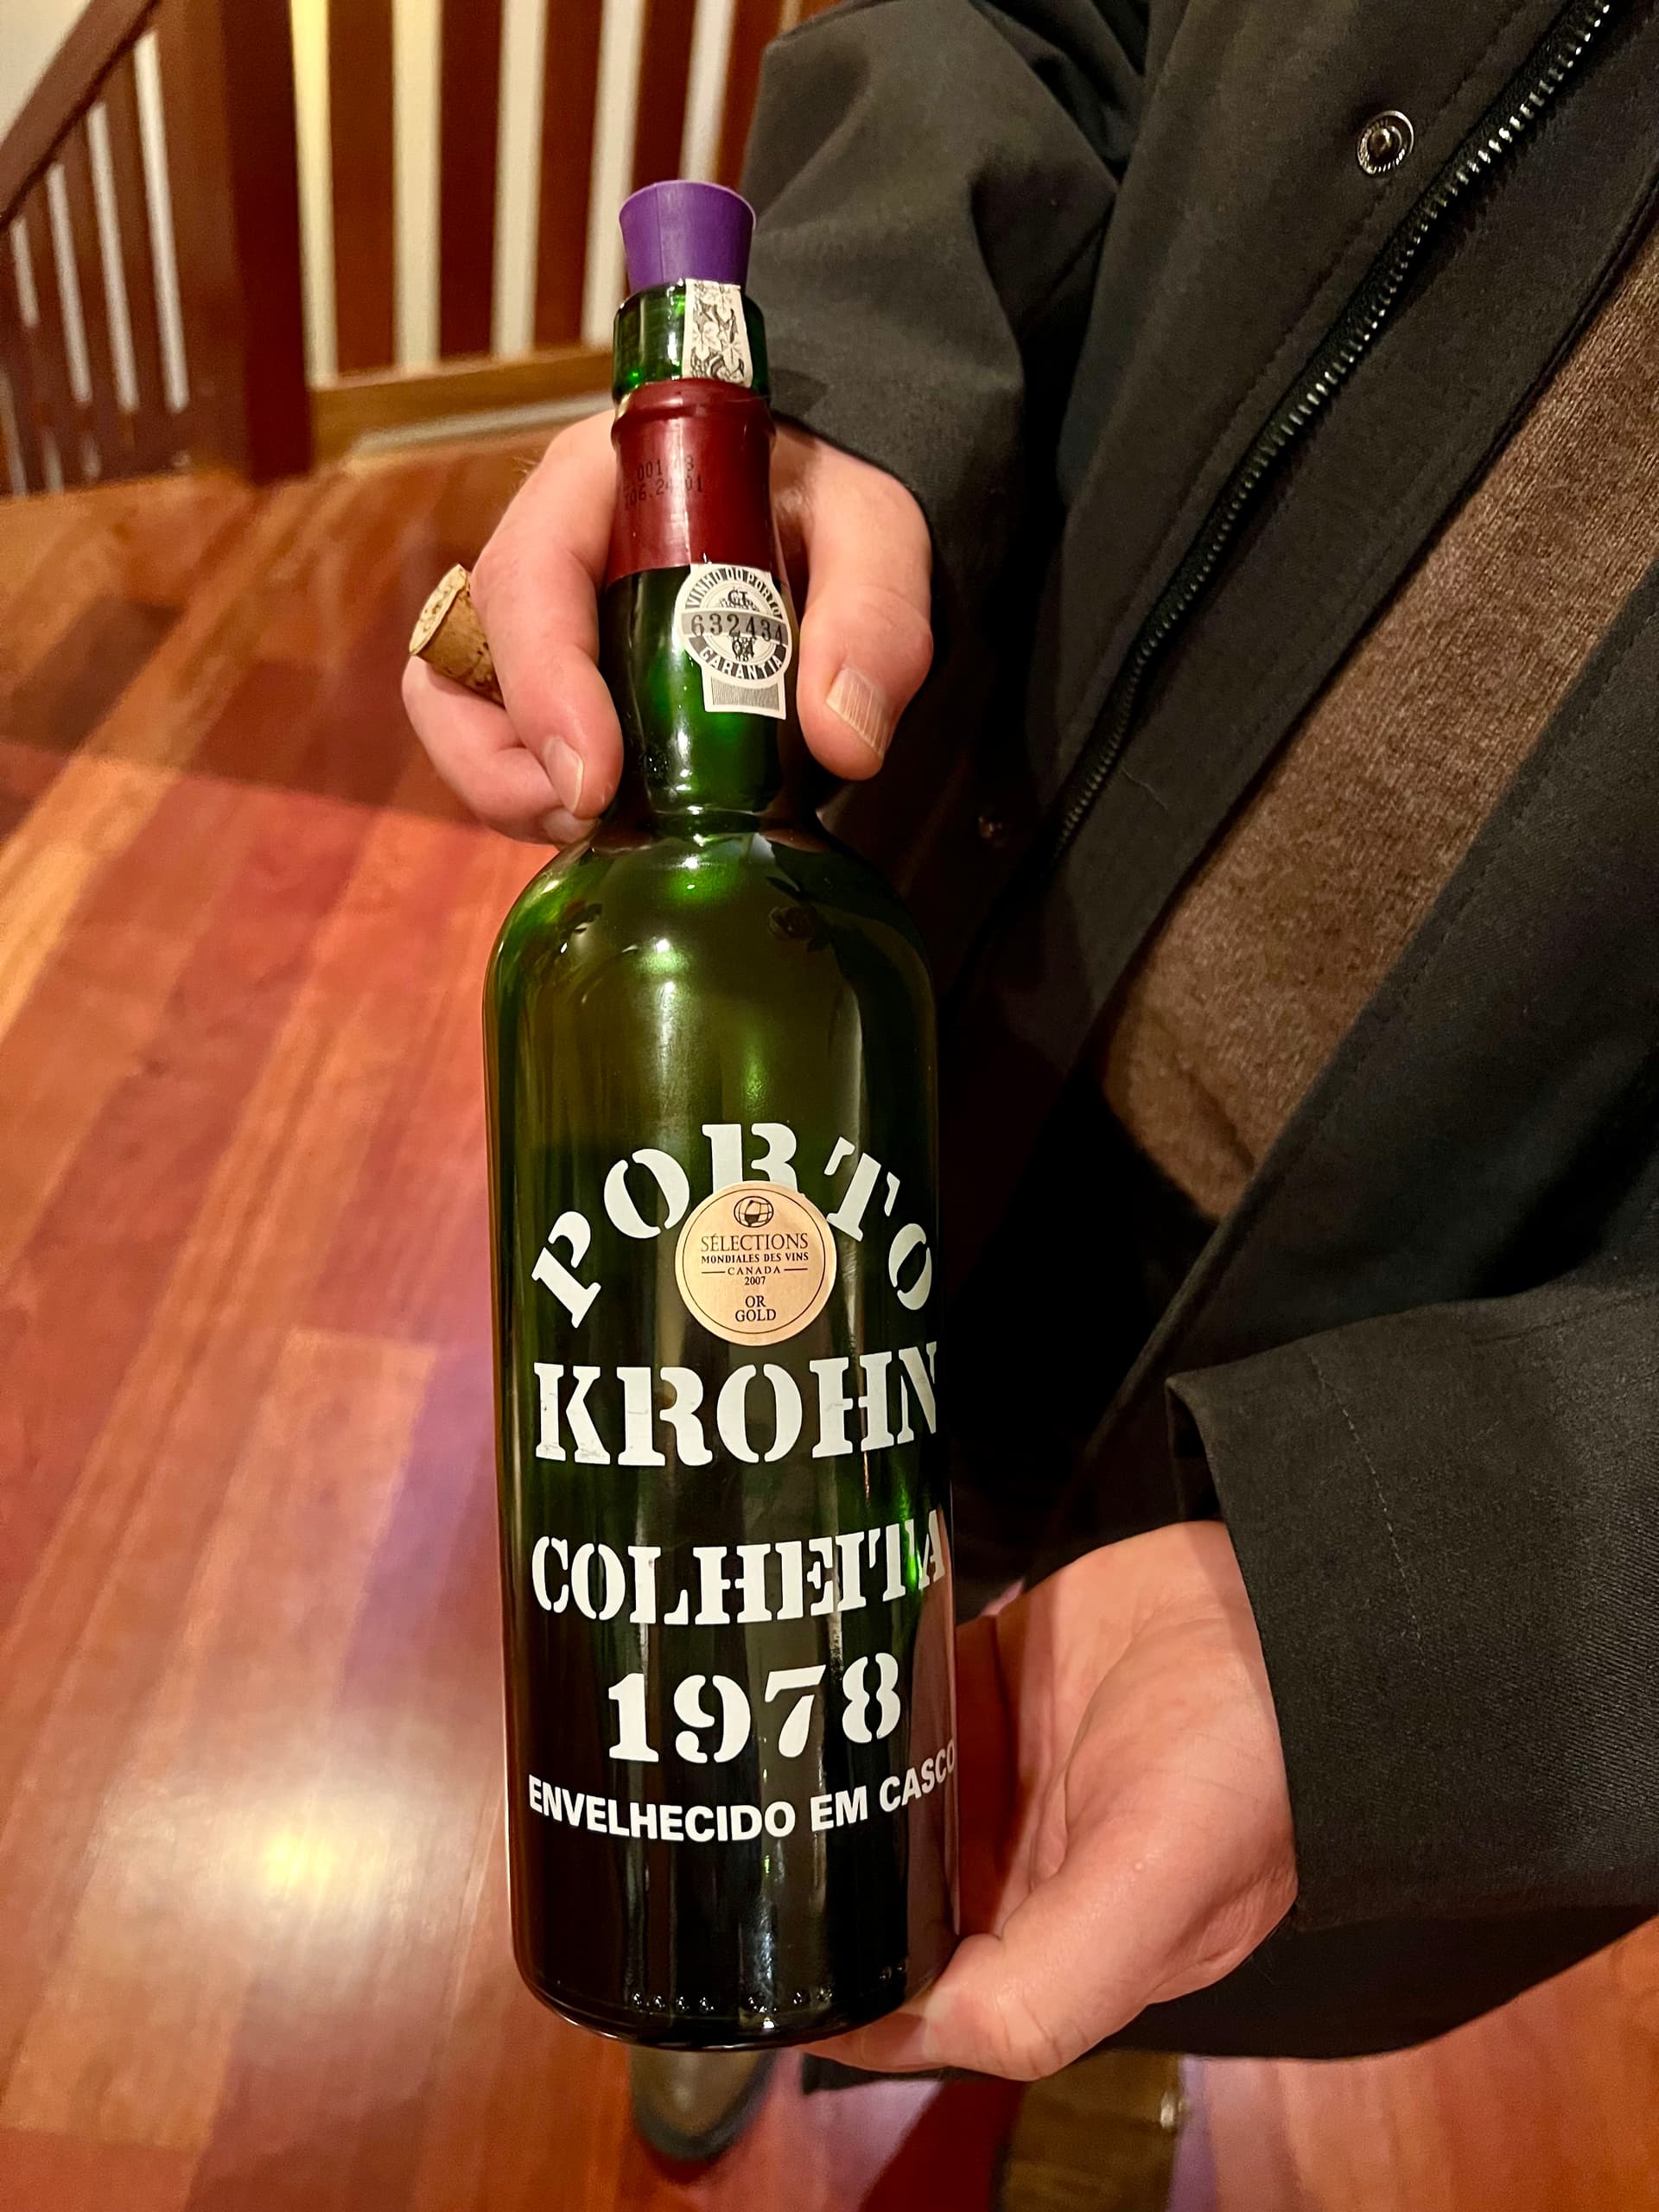 VINHO DO PORTO
632434
GARANTIA
PORTO
SÉLECTIONS
MONDIALES DES VINS
CANADA
2007
OR
GOLD
KROHN
COLHEITA
1978
ENVELHECIDO EM CASCO